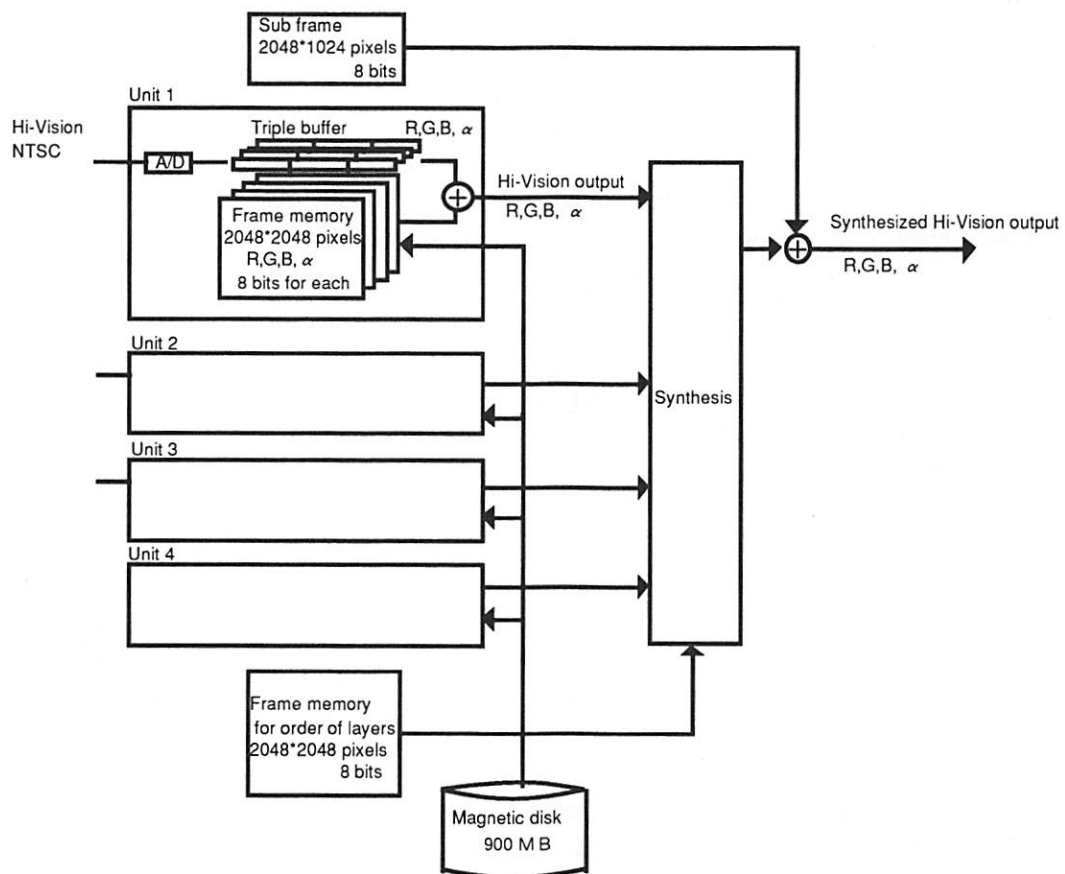 Sub frame
2048*1024 pixels
8 bits
Unit 1
Hi-Vision
NTSC
A/D
Triple buffer
R,G,B, α
Frame memory
2048*2048 pixels
R,G,B, α
8 bits for each
Hi-Vision output
R,G,B, α
Synthesized Hi-Vision output
R,G,B, α
Unit 2
Synthesis
Unit 3
Unit 4
Frame memory
for order of layers
2048*2048 pixels
8 bits
Magnetic disk
900 M B